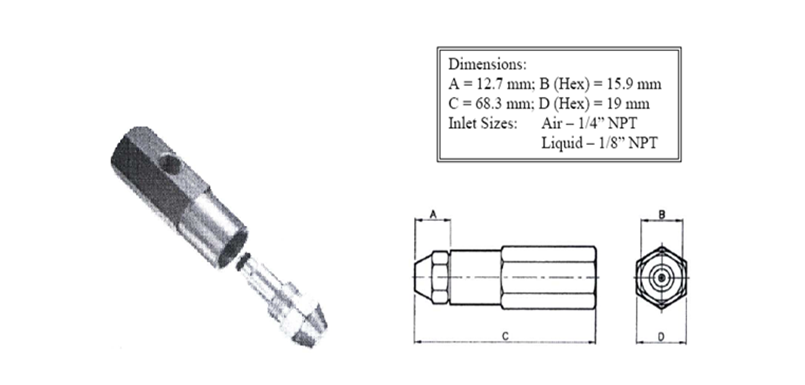 Dimensions:
A = 12.7 mm; B (Hex) = 15.9 mm
C = 68.3 mm; D (Hex) = 19 mm
Inlet Sizes: Air – 1/4” NPT
Liquid – 1/8” NPT
A
B
C
D